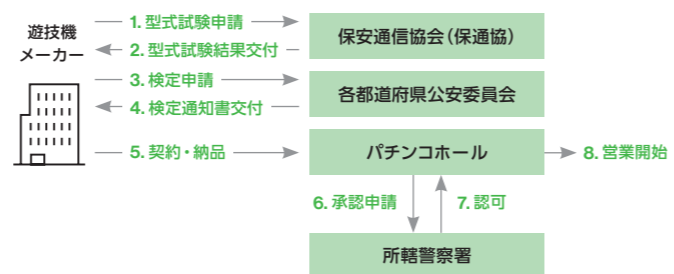 遊技機
メーカー
1. 型式試験申請
2. 型式試験結果交付
保安通信協会（保通協）
3. 検定申請
4. 検定通知書交付
各都道府県公安委員会
5. 契約・納品
パチンコホール
8. 営業開始
6. 承認申請
7. 認可
所轄警察署